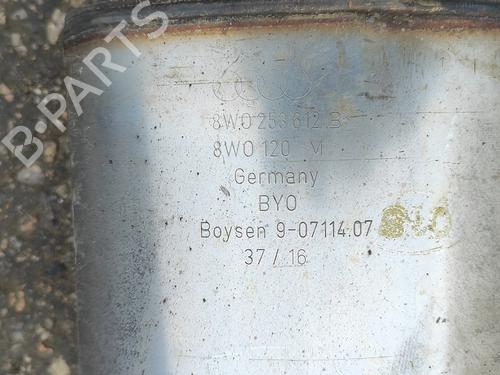 B-PARTS
8W0 253 612 B
8W0 120 M
Germany
BYO
Boysen 9-07114.07
37 / 16